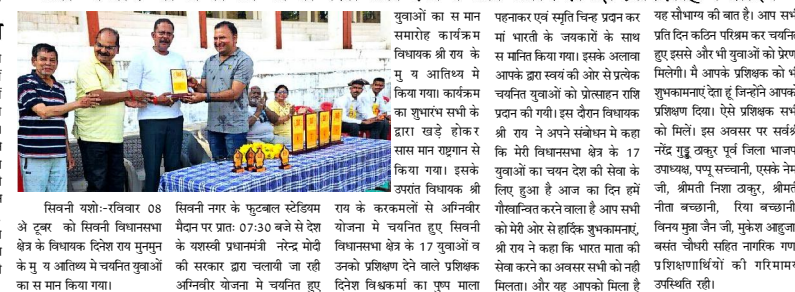 सिवनी यशो:-रविवार 08
अ टूबर को सिवनी विधानसभा
क्षेत्र के विधायक दिनेश राय मुनमुन
के मु य आतिथ्य मे चयनित युवाओं
का स मान किया गया।
सिवनी नगर के फुटबाल स्टेडियम
मैदान पर प्रातः 07:30 बजे से देश
के यशस्वी प्रधानमंत्री नरेन्द्र मोदी
की सरकार द्वारा चलायी जा रही
अग्निवीर योजना मे चयनित हुए
युवाओं का स मान
समारोह कार्यक्रम
विधायक श्री राय के
मु य आतिथ्य में
किया गया। कार्यक्रम
का शुभारंभ सभी के
द्वारा खड़े होकर
सास मान राष्ट्रगान से
किया गया। इसके
उपरांत विधायक श्री
राय के करकमलों से अग्निवीर
योजना मे चयनित हुए सिवनी
विधानसभा क्षेत्र के 17 युवाओं व
उनको प्रशिक्षण देने वाले प्रशिक्षक
दिनेश विश्वकर्मा का पुष्प माला
पहनाकर एवं स्मृति चिन्ह प्रदान कर
मां भारती के जयकारों के साथ
स मानित किया गया। इसके अलावा
आपके द्वारा स्वयं की ओर से प्रत्येक
चयनित युवाओं को प्रोत्साहन राशि
प्रदान की गयी। इस दौरान विधायक
श्री राय ने अपने संबोधन मे कहा
कि मेरी विधानसभा क्षेत्र के 17
युवाओं का चयन देश की सेवा के
लिए हुआ है आज का दिन हमें
गौरवान्वित करने वाला है आप सभी
को मेरी ओर से हार्दिक शुभकामनाएं,
श्री राय ने कहा कि भारत माता की
सेवा करने का अवसर सभी को नही
मिलता। और यह आपको मिला है
यह सौभाग्य की बात है। आप सभी
प्रति दिन कठिन परिश्रम कर चयनित
हुए इससे और भी युवाओं को प्रेरणा
मिलेगी। मै आपके प्रशिक्षक को भी
शुभकामनाएं देता हूं जिन्होंने आपको
प्रशिक्षण दिया। ऐसे प्रशिक्षक सभी
को मिलें। इस अवसर पर सर्वश्री
नरेंद्र गुड्डू ठाकुर पूर्व जिला भाजपा
उपाध्यक्ष, पप्पू सच्चानी, एसके नेमा
जी, श्रीमती निशा ठाकुर, श्रीमती
नीता बच्छानी, रिया बच्छानी
विनय मुन्ना जैन जी, मुकेश आहुजा
बसंत चौधरी सहित नागरिक गण
प्रशिक्षणार्थियों की गरिमामय
उपस्थिति रही।